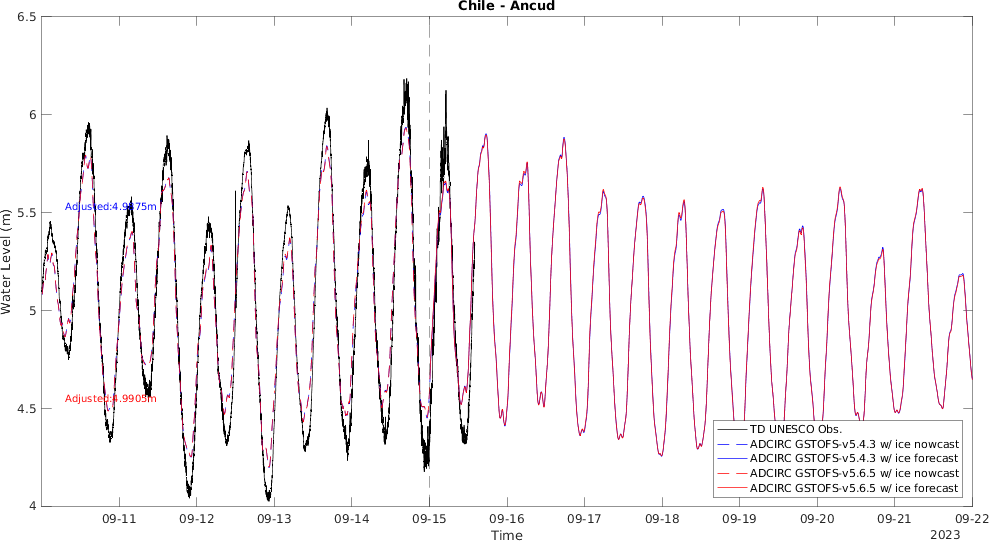 Chile - Ancud
6.5
6
5.5
5
4.5
4
Water Level (m)
Adjusted:4.9875m
Adjusted:4.9905m
TD UNESCO Obs.
ADCIRC GSTOFS-v5.4.3 w/ ice nowcast
ADCIRC GSTOFS-v5.4.3 w/ ice forecast
ADCIRC GSTOFS-v5.6.5 w/ ice nowcast
ADCIRC GSTOFS-v5.6.5 w/ ice forecast
09-11 09-12 09-13 09-14 09-15 09-16 09-17 09-18 09-19 09-20 09-21 09-22
Time
2023